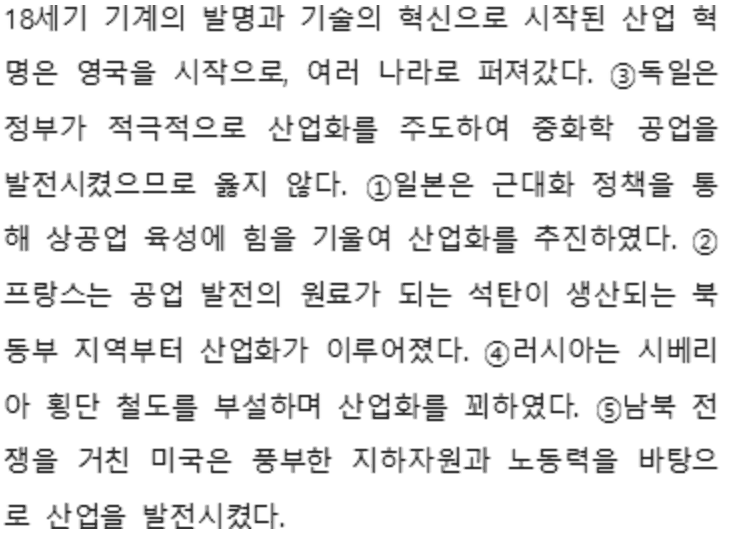 18세기 기계의 발명과 기술의 혁신으로 시작된 산업 혁
명은 영국을 시작으로, 여러 나라로 퍼져갔다. ③독일은
정부가 적극적으로 산업화를 주도하여 중화학 공업을
발전시켰으므로 옳지 않다. ①일본은 근대화 정책을 통
해 상공업 육성에 힘을 기울여 산업화를 추진하였다. ②
프랑스는 공업 발전의 원료가 되는 석탄이 생산되는 북
동부 지역부터 산업화가 이루어졌다. ④러시아는 시베리
아 횡단 철도를 부설하며 산업화를 꾀하였다. ⑤남북 전
쟁을 거친 미국은 풍부한 지하자원과 노동력을 바탕으
로 산업을 발전시켰다.